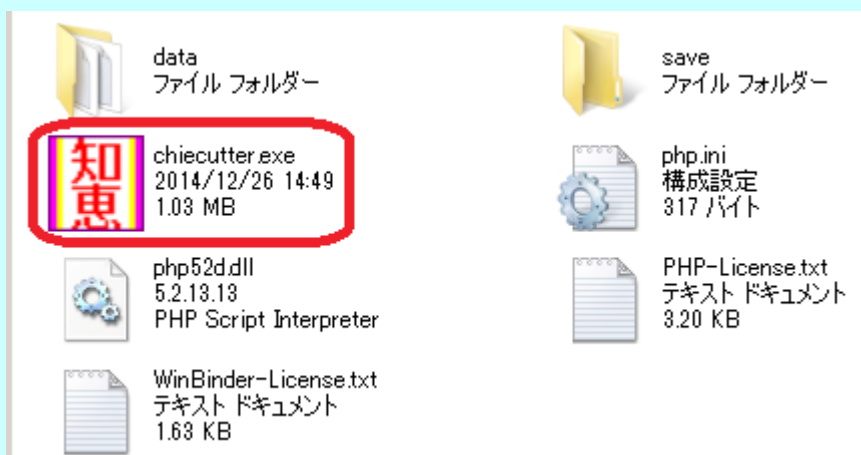 data
ファイル フォルダー
save
ファイル フォルダー
知恵
chiecutter.exe
2014/12/26 14:49
1.03 MB
php.ini
構成設定
317 バイト
php52d.dll
5.2.13.13
PHP Script Interpreter
PHP-License.txt
テキスト ドキュメント
3.20 KB
WinBinder-License.txt
テキスト ドキュメント
1.63 KB